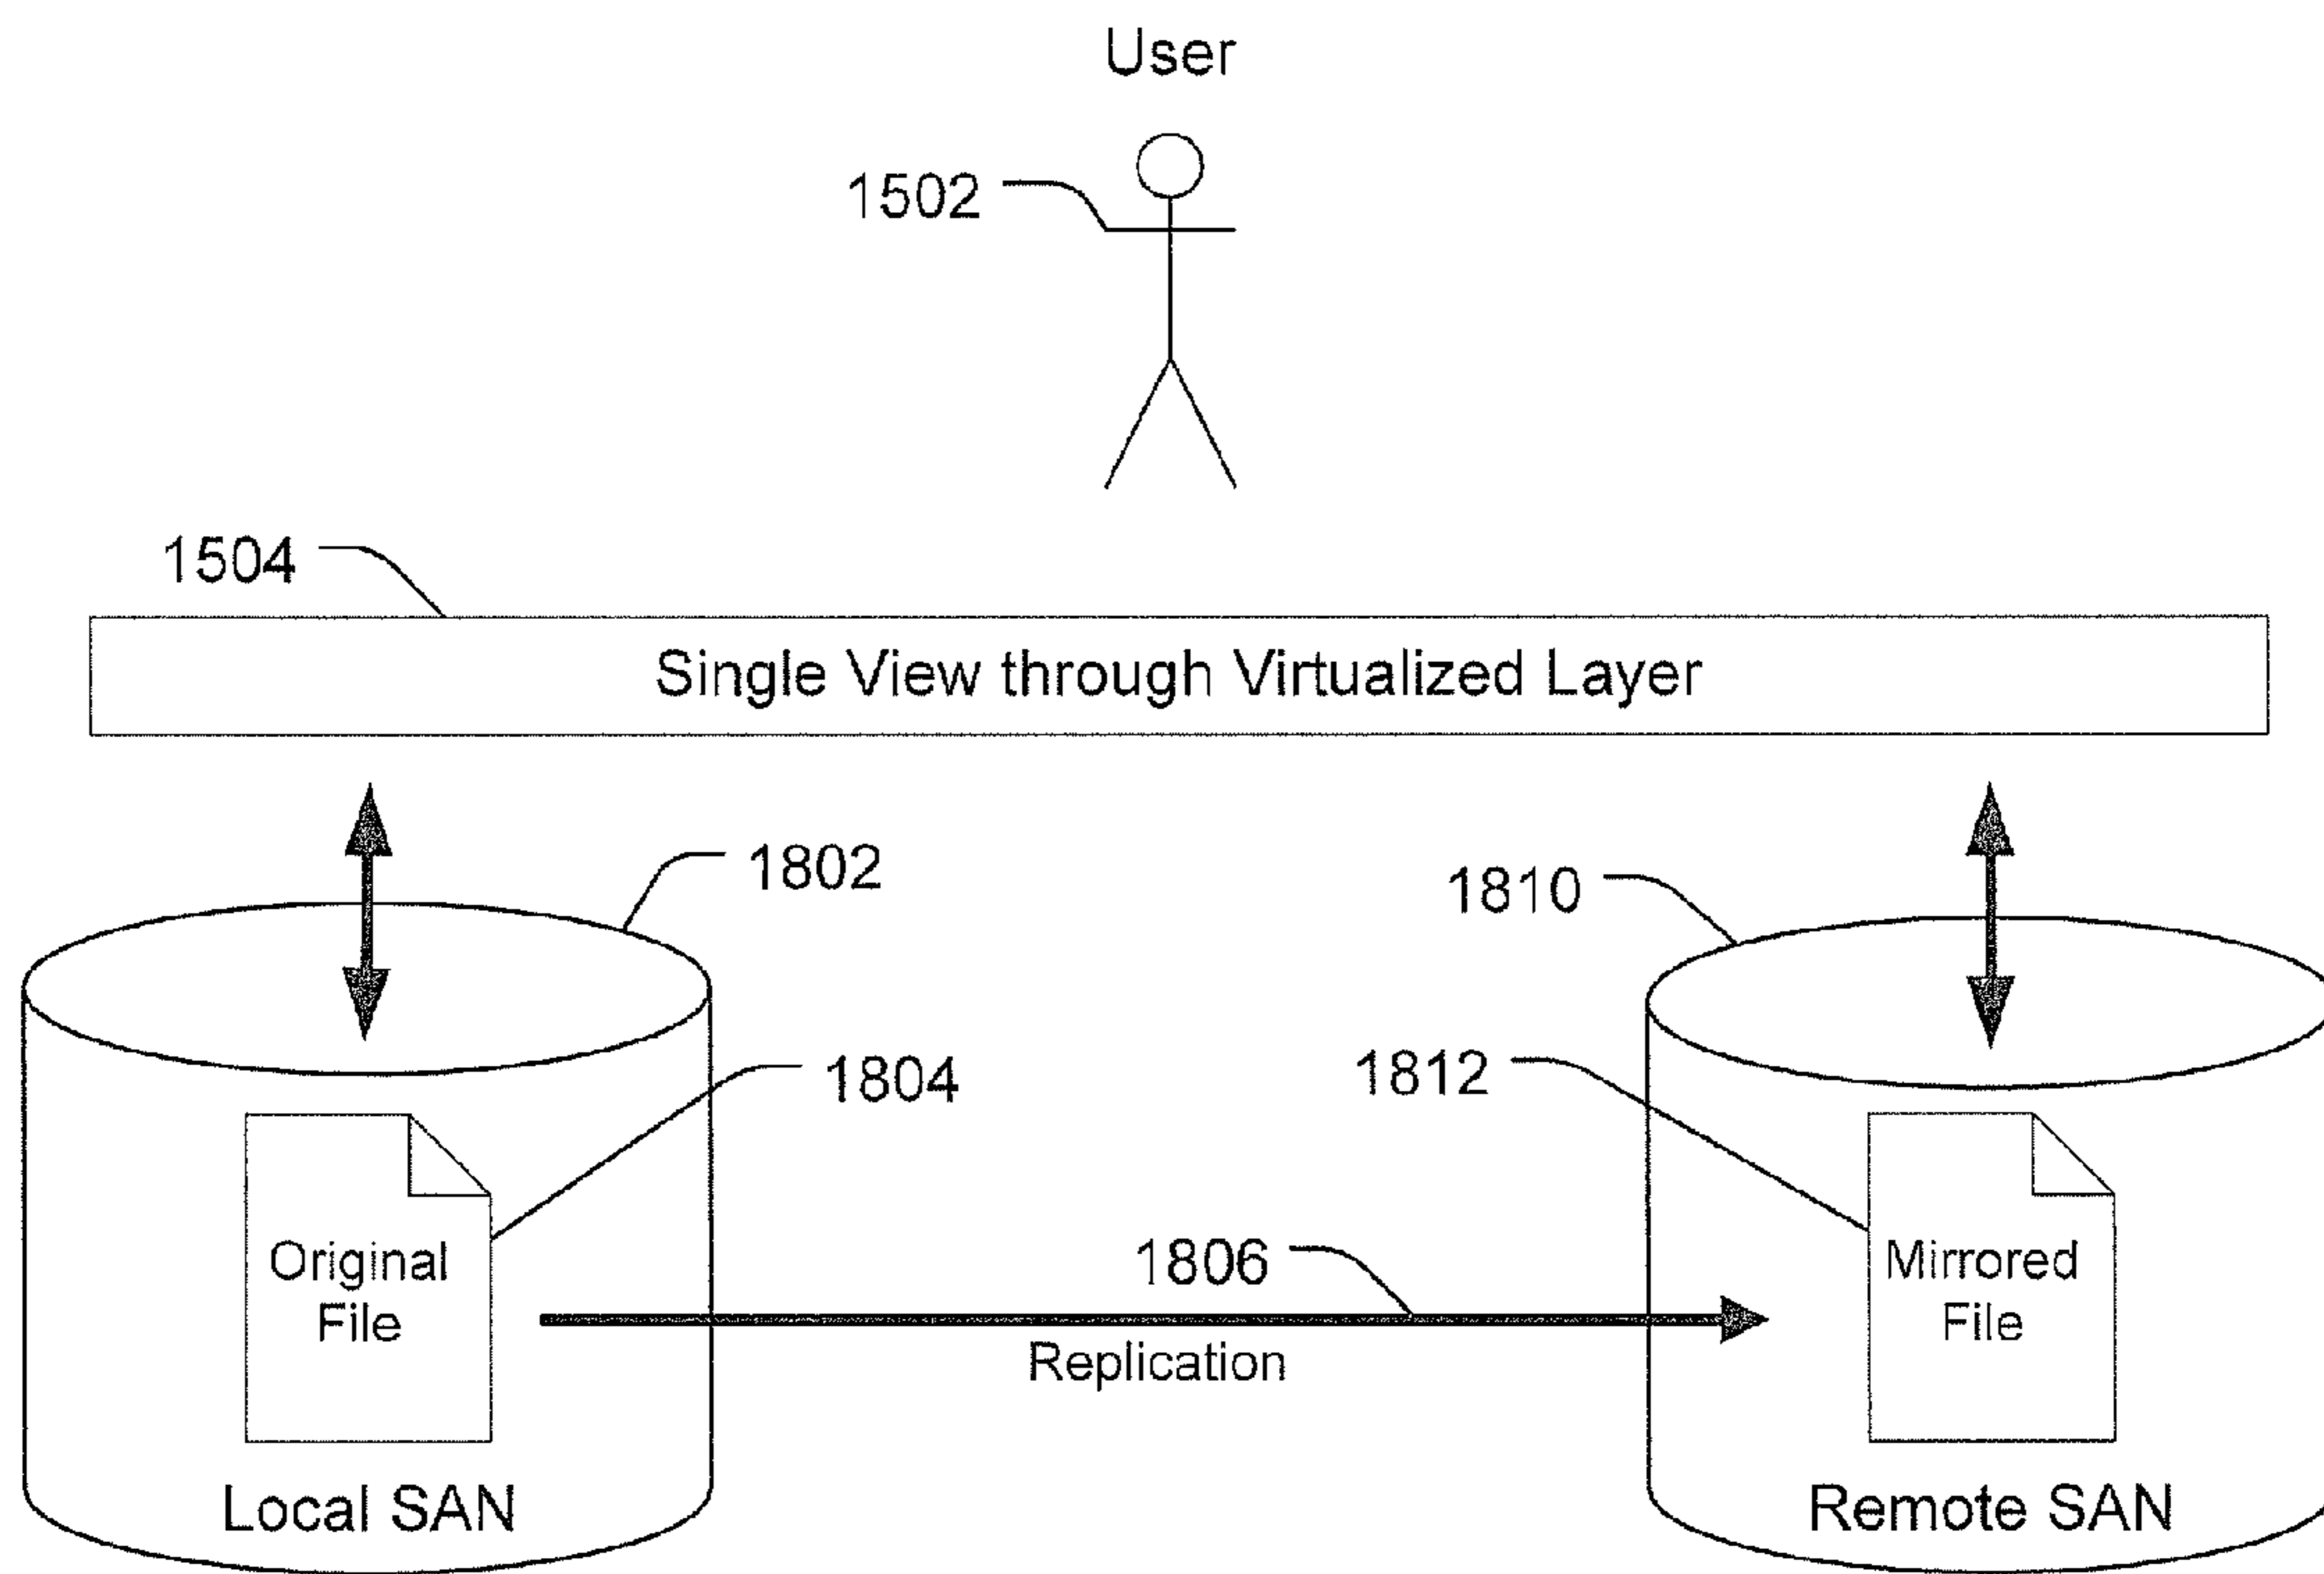 User
1502
1504
Single View through Virtualized Layer
1802
1810
1804
1812
Original
File
1806
Replication
Mirrored
File
Local SAN
Remote SAN